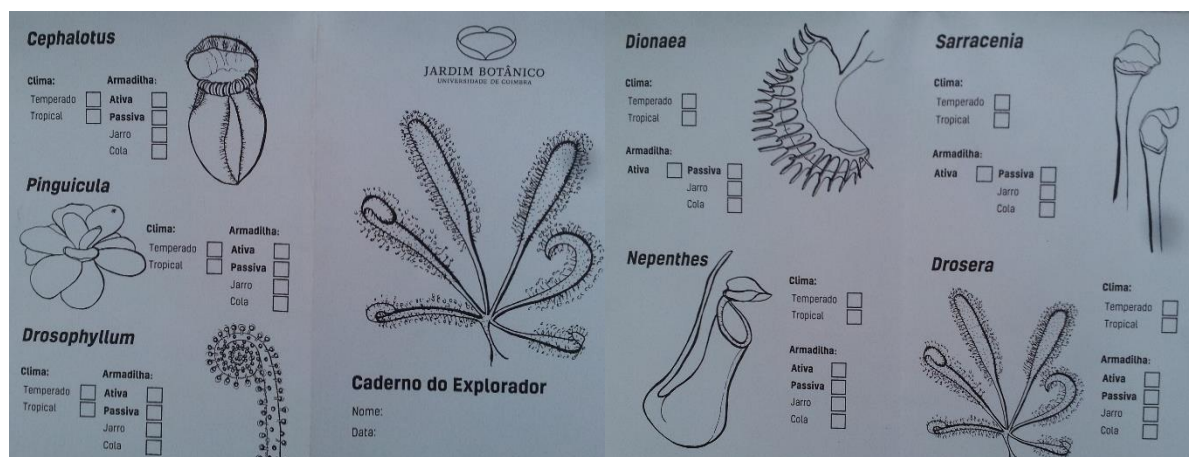 Cephalotus
Clima:
Temperado
Tropical
Armadilha:
Ativa
Passiva
Jarro
Cola
Pinguicula
Clima:
Temperado
Tropical
Armadilha:
Ativa
Passiva
Jarro
Cola
Drosophyllum
Clima:
Temperado
Tropical
Armadilha:
Ativa
Passiva
Jarro
Cola
JARDIM BOTÂNICO
UNIVERSIDADE DE COIMBRA
Caderno do Explorador
Nome:
Data:
Dionaea
Clima:
Temperado
Tropical
Armadilha:
Ativa Passiva
Jarro
Cola
Nepenthes
Clima:
Temperado
Tropical
Armadilha:
Ativa
Passiva
Jarro
Cola
Sarracenia
Clima:
Temperado
Tropical
Armadilha:
Ativa Passiva
Jarro
Cola
Drosera
Clima:
Temperado
Tropical
Armadilha:
Ativa
Passiva
Jarro
Cola